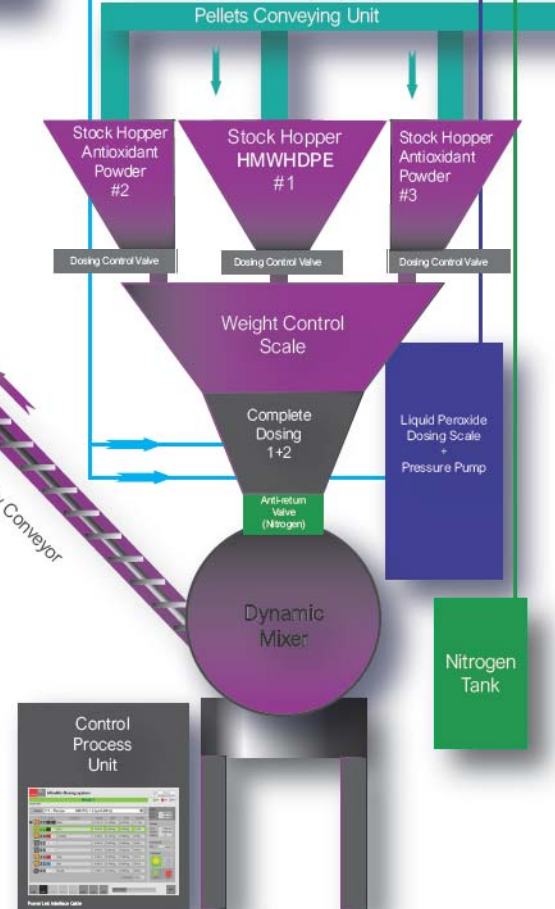 Pellets Conveying Unit
Stock Hopper
Antioxidant
Powder
#2
Stock Hopper
HMWHDPE
#1
Stock Hopper
Antioxidant
Powder
#3
Dosing Control Valve
Dosing Control Valve
Dosing Control Valve
Weight Control
Scale
Complete
Dosing
1+2
Liquid Peroxide
Dosing Scale
+
Pressure Pump
Anti-return
Valve
(Nitrogen)
Conveyor
Dynamic
Mixer
Nitrogen
Tank
Control
Process
Unit